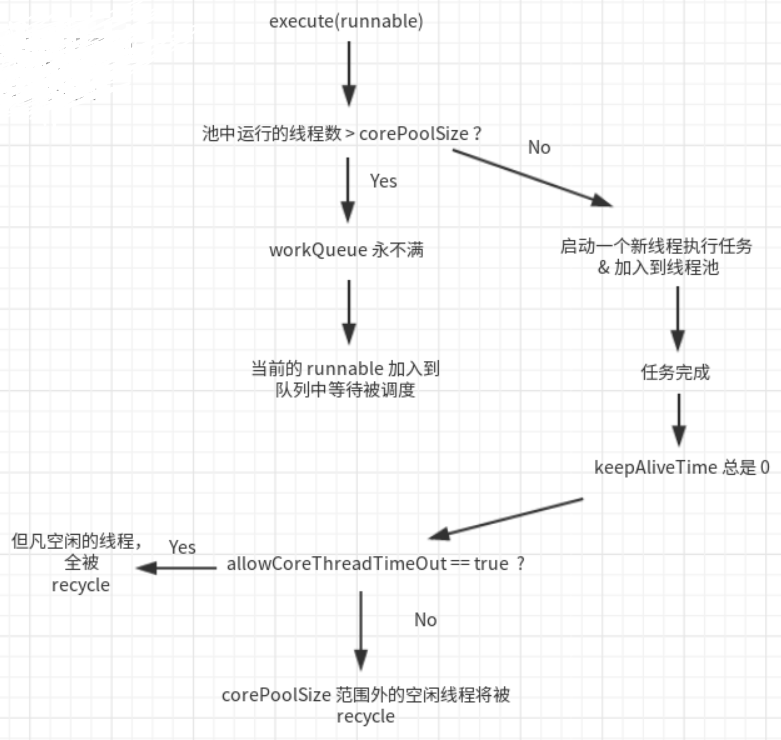 execute(runnable)
池中运行的线程数 > corePoolSize ?
No
Yes
workQueue 永不满
启动一个新线程执行任务
& 加入到线程池
当前的 runnable 加入到
队列中等待被调度
任务完成
keepAliveTime 总是 0
但凡空闲的线程，
全被
recycle
Yes
allowCoreThreadTimeOut == true ?
No
corePoolSize 范围外的空闲线程将被
recycle